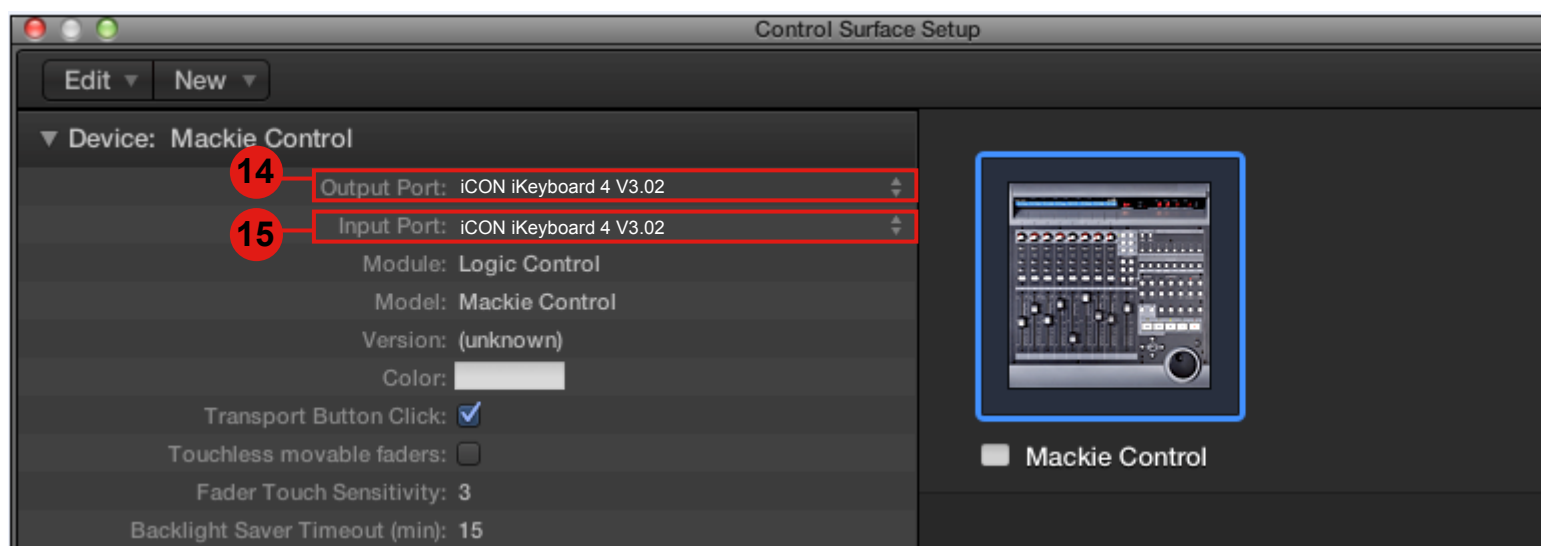 Control Surface Setup
Edit New
Device: Mackie Control
14 Output Port: iCON iKeyboard 4 V3.02
15 Input Port: iCON iKeyboard 4 V3.02
Module: Logic Control
Model: Mackie Control
Version: (unknown)
Color:
Transport Button Click:
Touchless movable faders:
Fader Touch Sensitivity: 3
Backlight Saver Timeout (min): 15
Mackie Control